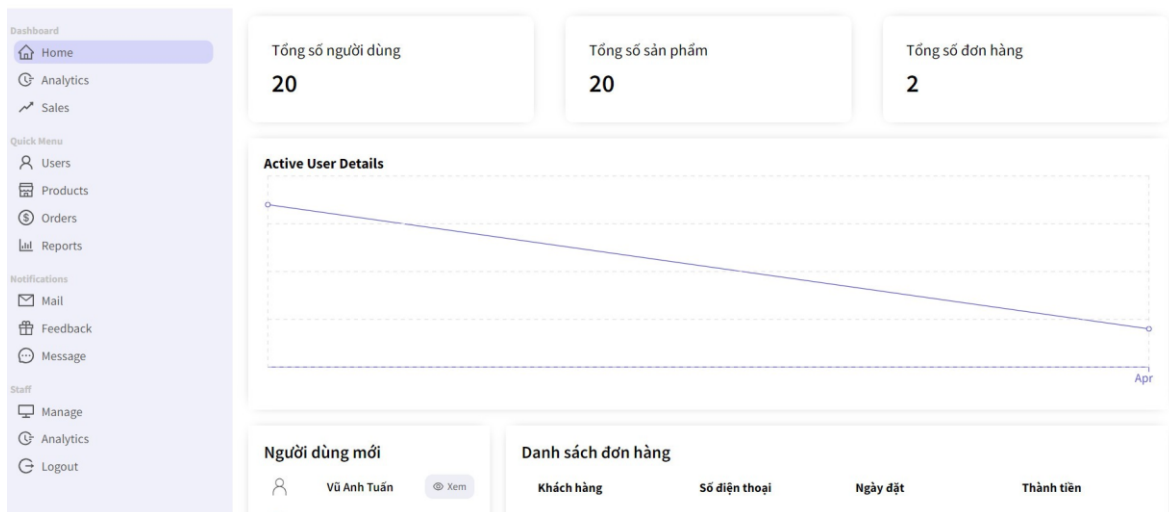 Dashboard
Home
Analytics
Sales
Quick Menu
Users
Products
Orders
Reports
Notifications
Mail
Feedback
Message
Staff
Manage
Analytics
Logout
Tổng số người dùng
20
Tổng số sản phẩm
20
Tổng số đơn hàng
2
Active User Details
Apr
Người dùng mới
Vũ Anh Tuấn Xem
Danh sách đơn hàng
Khách hàng Số điện thoại Ngày đặt Thành tiền